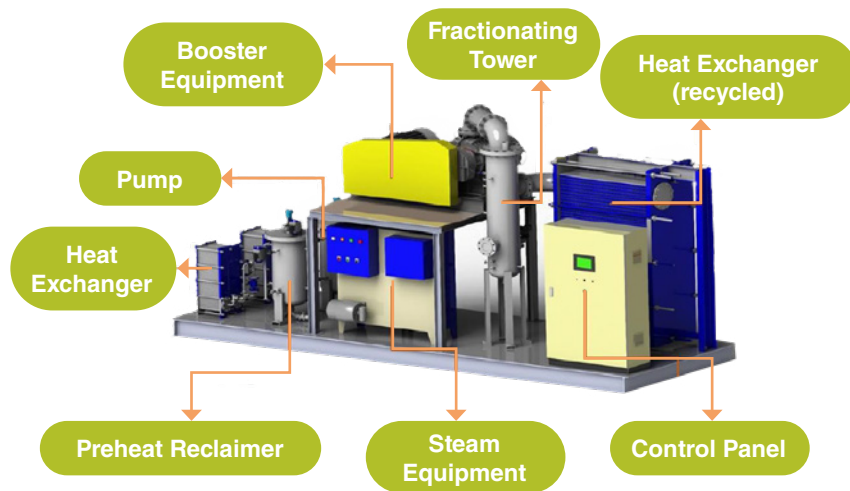 Booster
Equipment
Fractionating
Tower
Heat Exchanger
(recycled)
Pump
Heat
Exchanger
Preheat Reclaimer
Steam
Equipment
Control Panel